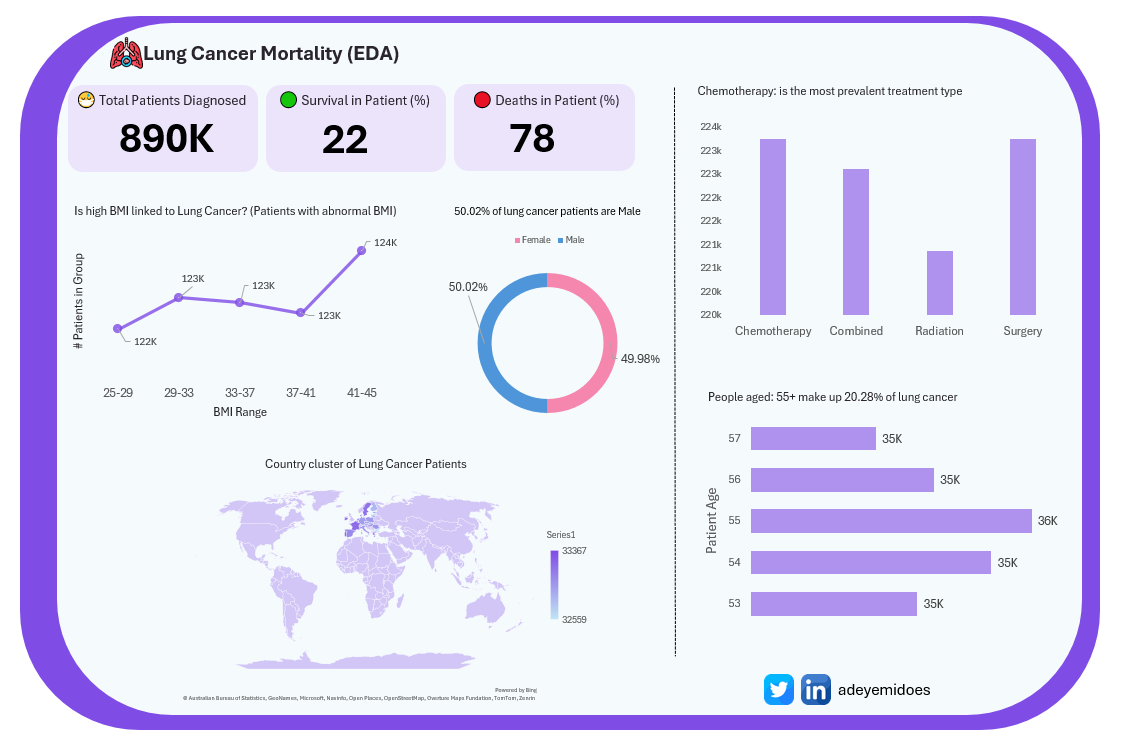 Lung Cancer Mortality (EDA)
Total Patients Diagnosed
890K
Survival in Patient (%)
22
Deaths in Patient (%)
78
Is high BMI linked to Lung Cancer? (Patients with abnormal BMI)
# Patients in Group
122K
123K
123K
123K
124K
25-29
29-33
33-37
37-41
41-45
BMI Range
50.02% of lung cancer patients are Male
Female
Male
50.02%
49.98%
Country cluster of Lung Cancer Patients
Series1
33367
32559
Powered by Bing
© Australian Bureau of Statistics, GeoNames, Microsoft, Navinfo, Open Places, OpenStreetMap, Overture Maps Fundation, TomTom, Zenrin
Chemotherapy: is the most prevalent treatment type
224k
223k
223k
222k
222k
221k
221k
220k
220k
Chemotherapy
Combined
Radiation
Surgery
People aged: 55+ make up 20.28% of lung cancer
Patient Age
57
35K
56
35K
55
36K
54
35K
53
35K
in
adeyemidoes